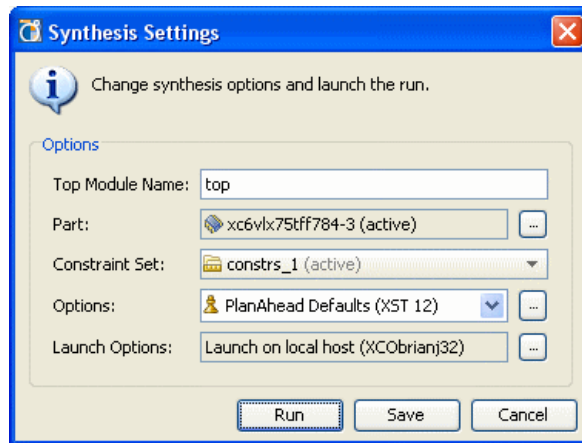 Synthesis Settings
Change synthesis options and launch the run.
Options
Top Module Name: top
Part: xc6vlx75tff784-3 (active) ...
Constraint Set: constrs_1 (active)
Options: PlanAhead Defaults (XST 12) ...
Launch Options: Launch on local host (XCObrianj32) ...
Run Save Cancel